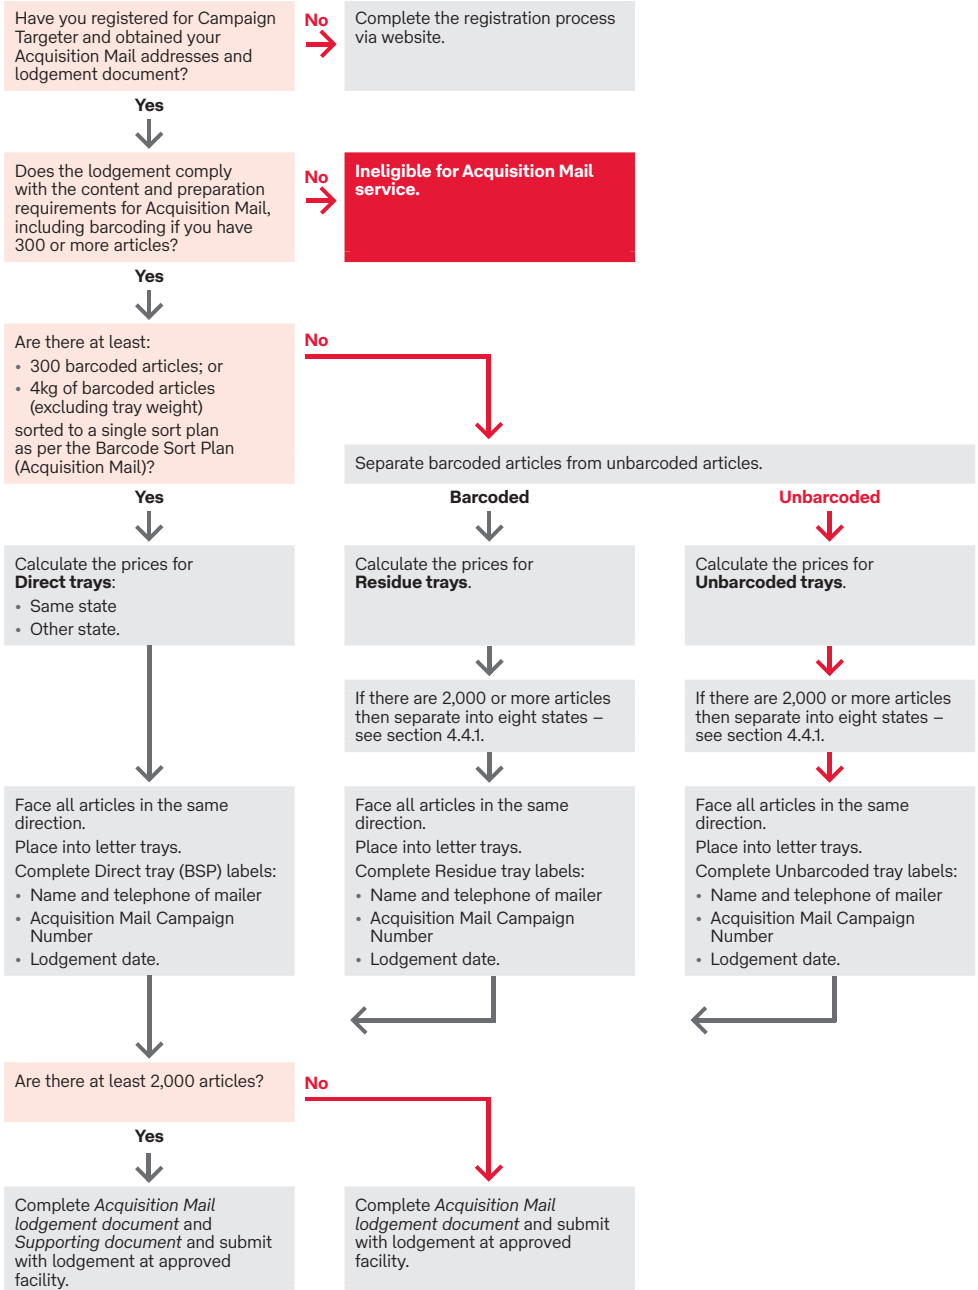 Have you registered for Campaign
Targeter and obtained your
Acquisition Mail addresses and
lodgement document?
No
Complete the registration process
via website.
Yes
Does the lodgement comply
with the content and preparation
requirements for Acquisition Mail,
including barcoding if you have
300 or more articles?
No
Ineligible for Acquisition Mail
service.
Yes
Are there at least:
• 300 barcoded articles; or
• 4kg of barcoded articles
(excluding tray weight)
sorted to a single sort plan
as per the Barcode Sort Plan
(Acquisition Mail)?
No
Separate barcoded articles from unbarcoded articles.
Yes
Barcoded
Unbarcoded
Calculate the prices for
Direct trays:
• Same state
• Other state.
Calculate the prices for
Residue trays.
Calculate the prices for
Unbarcoded trays.
If there are 2,000 or more articles
then separate into eight states –
see section 4.4.1.
If there are 2,000 or more articles
then separate into eight states –
see section 4.4.1.
Face all articles in the same
direction.
Place into letter trays.
Complete Direct tray (BSP) labels:
• Name and telephone of mailer
• Acquisition Mail Campaign
Number
• Lodgement date.
Face all articles in the same
direction.
Place into letter trays.
Complete Residue tray labels:
• Name and telephone of mailer
• Acquisition Mail Campaign
Number
• Lodgement date.
Face all articles in the same
direction.
Place into letter trays.
Complete Unbarcoded tray labels:
• Name and telephone of mailer
• Acquisition Mail Campaign
Number
• Lodgement date.
Are there at least 2,000 articles?
No
Yes
Complete Acquisition Mail
lodgement document and
Supporting document and submit
with lodgement at approved
facility.
Complete Acquisition Mail
lodgement document and submit
with lodgement at approved
facility.